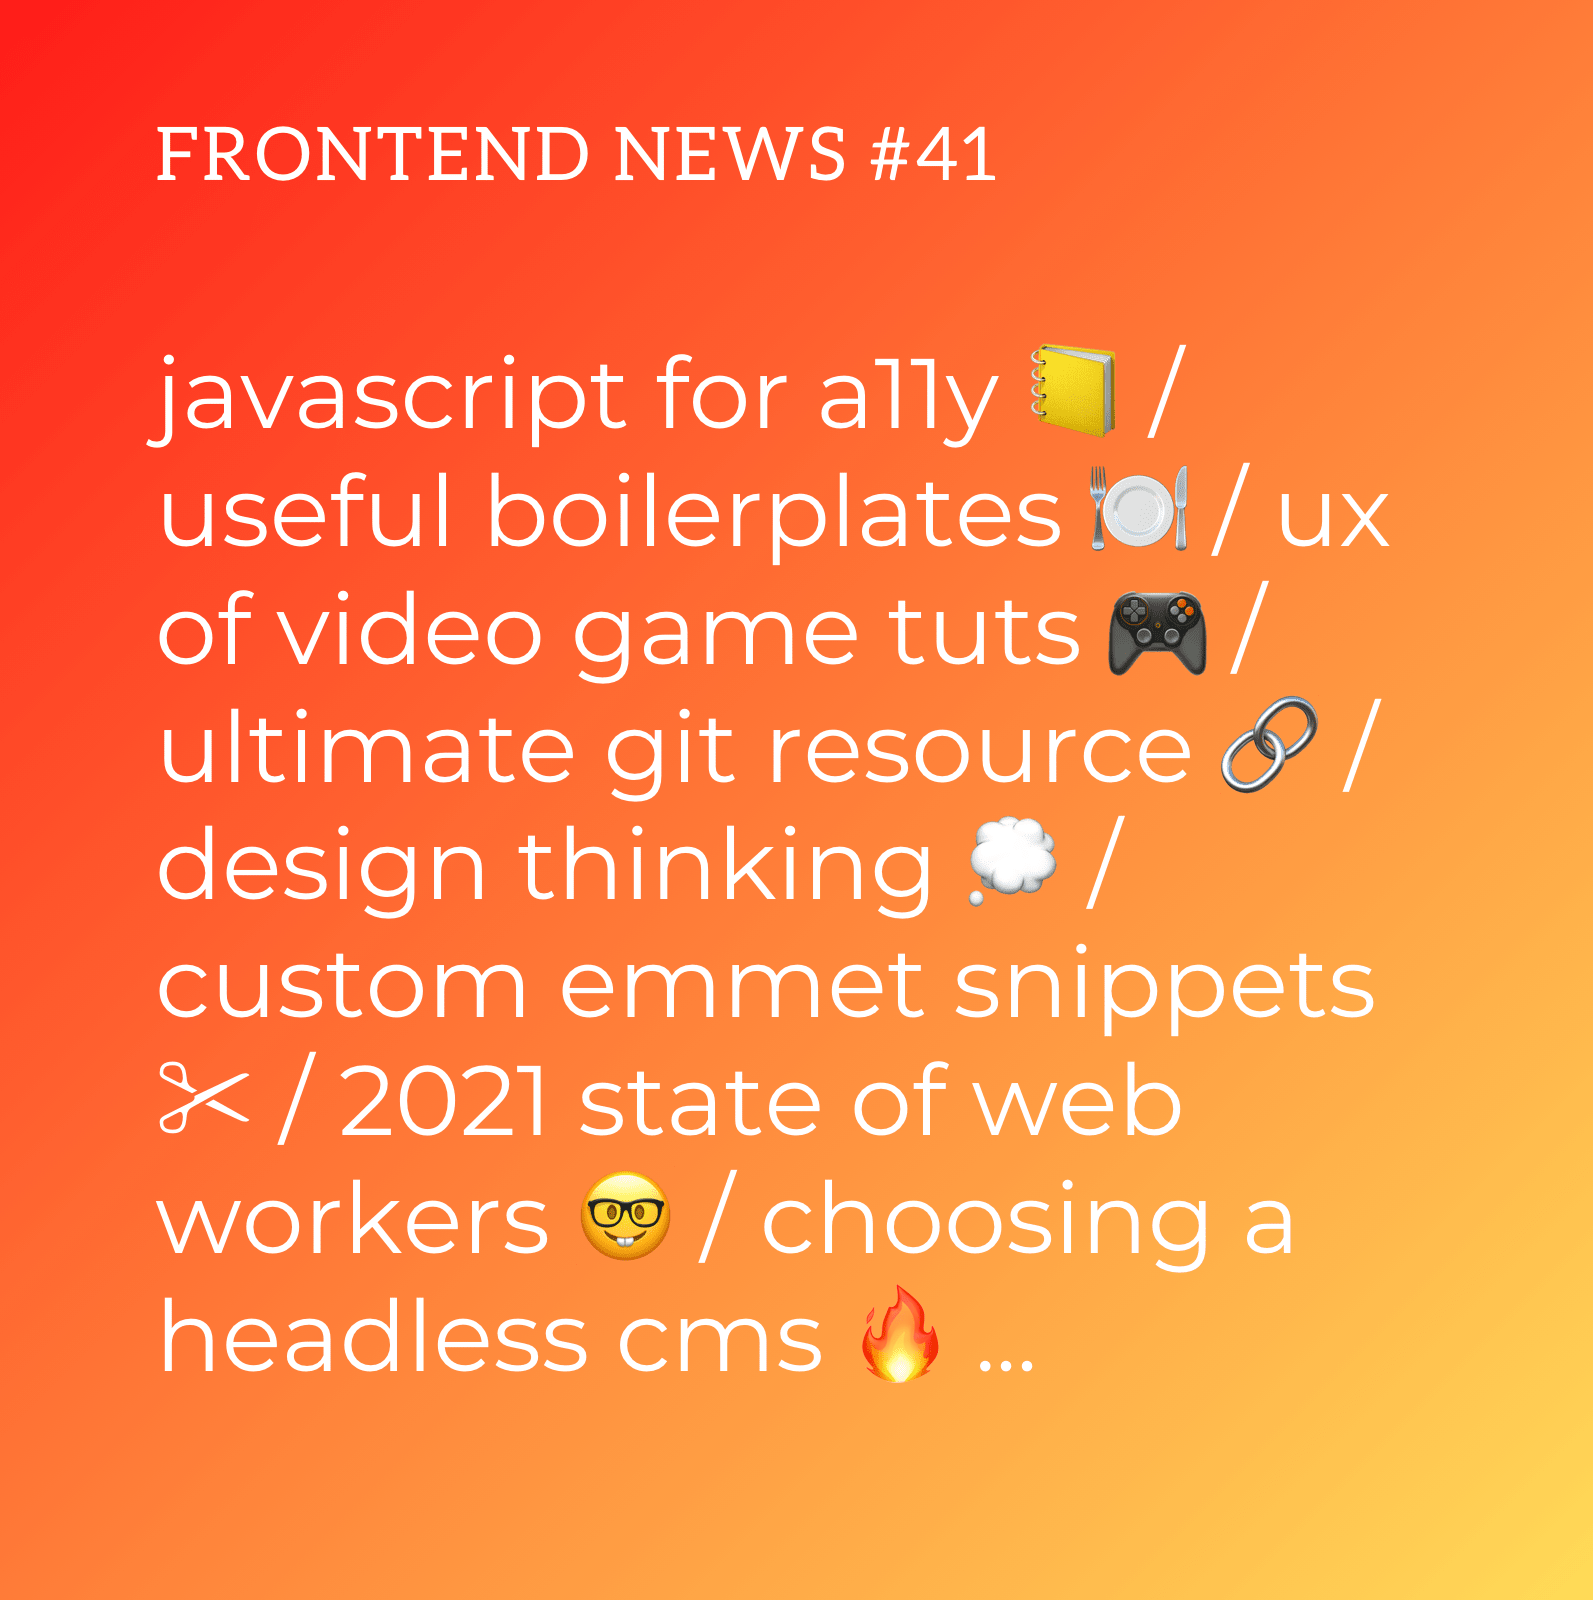 FRONTEND NEWS #41
javascript for a11y 📒 /
useful boilerplates 🍽️ / ux
of video game tuts 🎮 /
ultimate git resource 🔗 /
design thinking 💭 /
custom emmet snippets
✂ / 2021 state of web
workers 🤓 / choosing a
headless cms 🔥 ...